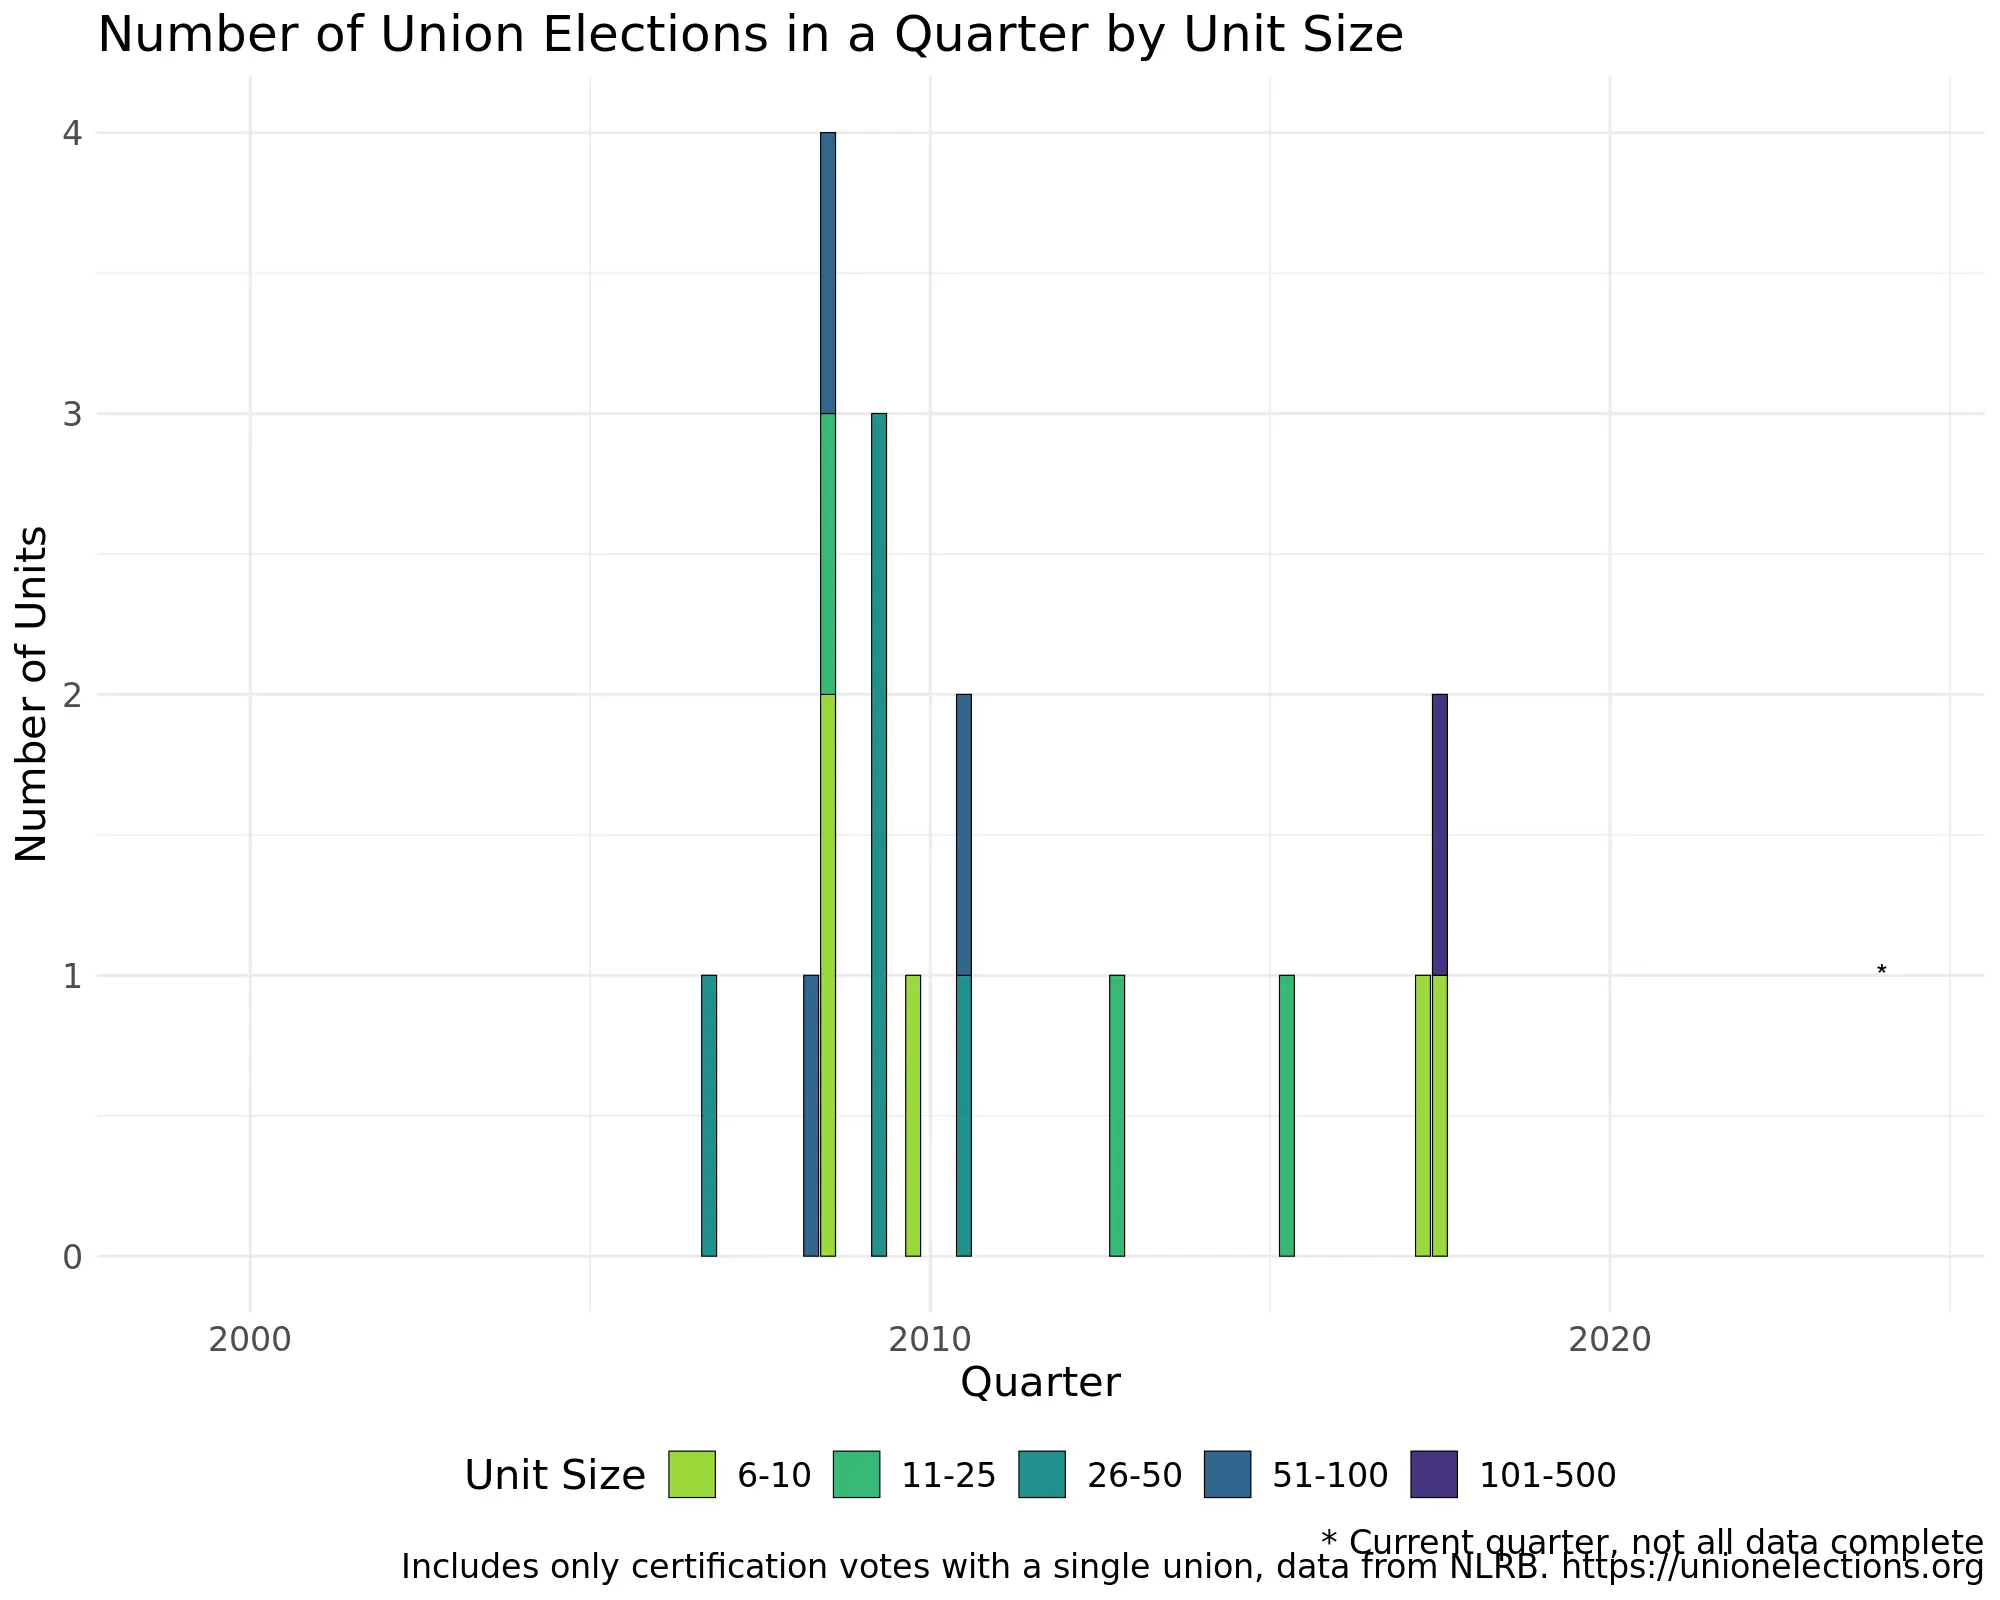 Number of Union Elections in a Quarter by Unit Size
4
3
2
1
0
Number of Units
*
2000 2010 2020
Quarter
Unit Size 6-10 11-25 26-50 51-100 101-500
* Current quarter, not all data complete
Includes only certification votes with a single union, data from NLRB. https://unionelections.org